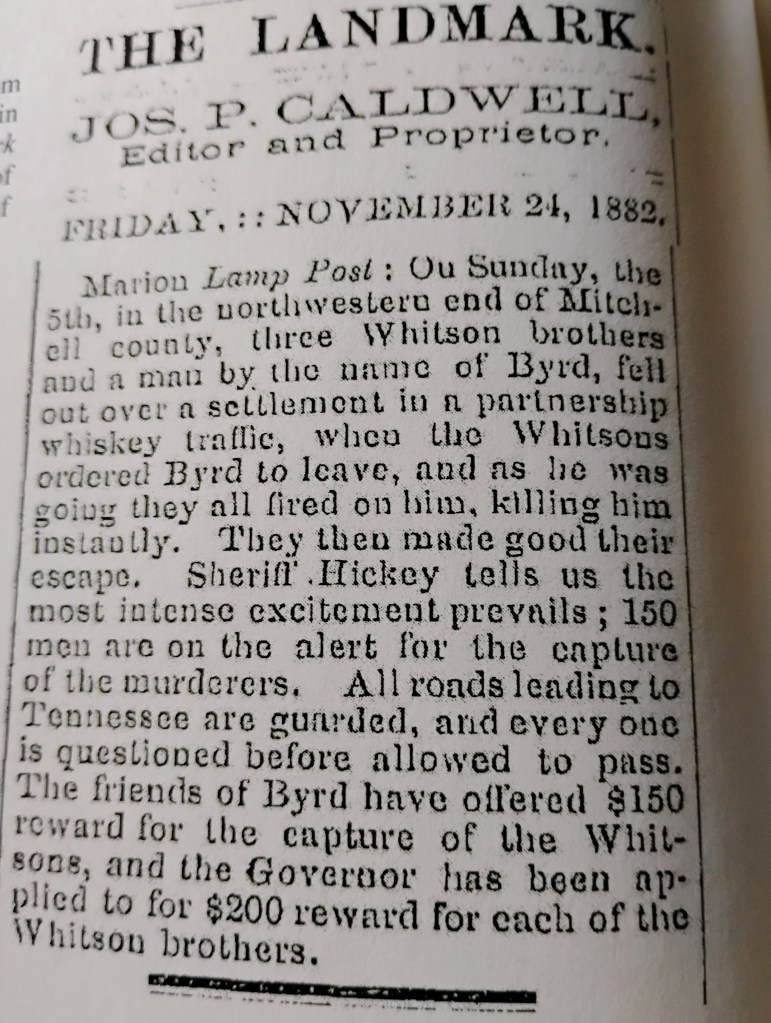 m
in
rk
of
f
THE LANDMARK.
JOS. P. CALDWELL,
Editor and Proprietor.
FRIDAY, :: NOVEMBER 24, 1882.
Marion Lamp Post : On Sunday, the
5th, in the northwestern end of Mitch-
ell county, three Whitson brothers
and a man by the name of Byrd, fell
out over a settlement in a partnership
whiskey traffic, when the Whitsons
ordered Byrd to leave, and as he was
going they all fired on him, killing him
instantly. They then made good their
escape. Sheriff Hickey tells us the
most intense excitement prevails ; 150
men are on the alert for the capture
of the murderers. All roads leading to
Tennessee are guarded, and every one
is questioned before allowed to pass.
The friends of Byrd have offered $150
reward for the capture of the Whit-
sons, and the Governor has been ap-
plied to for $200 reward for each of the
Whitson brothers.